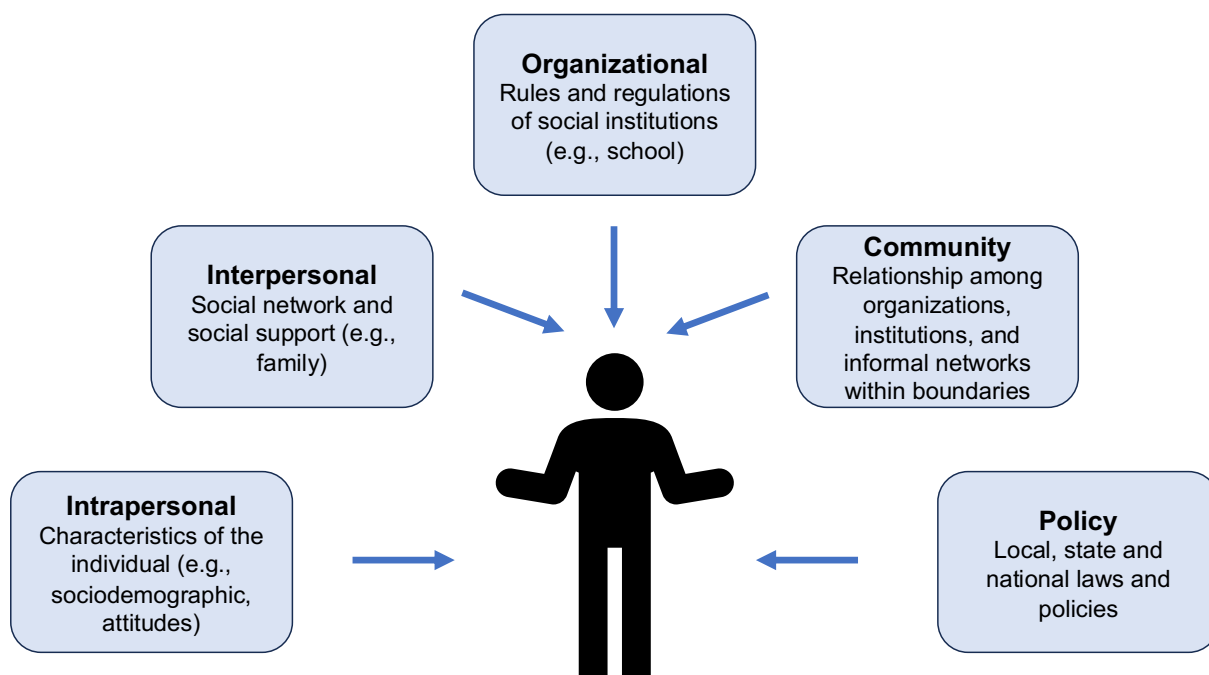 Organizational
Rules and regulations
of social institutions
(e.g., school)
Interpersonal
Social network and
social support (e.g.,
family)
Community
Relationship among
organizations,
institutions, and
informal networks
within boundaries
Intrapersonal
Characteristics of the
individual (e.g.,
sociodemographic,
attitudes)
Policy
Local, state and
national laws and
policies